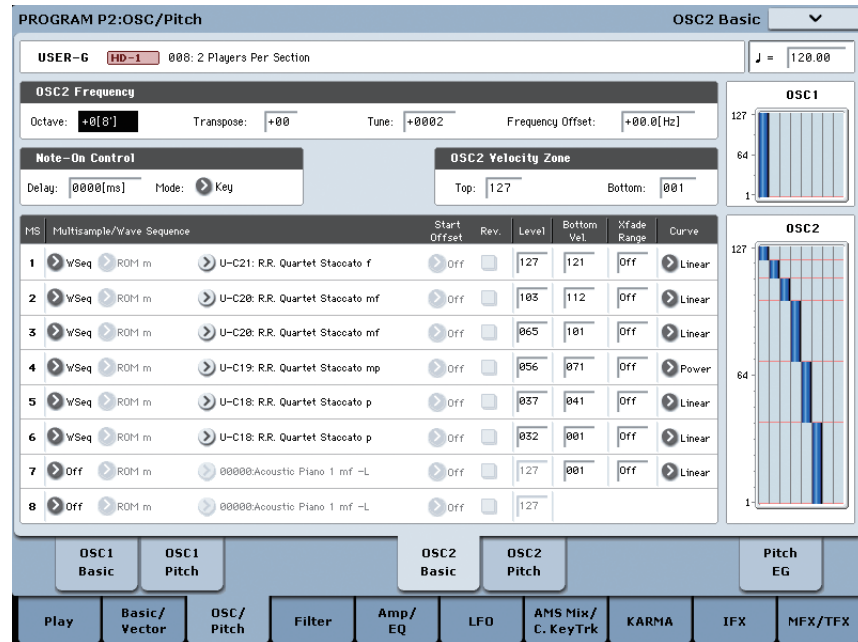 PROGRAM P2:OSC/Pitch OSC2 Basic
USER-G HD-1 008: 2 Players Per Section ♩ = 120.00
OSC2 Frequency
Octave: +0[8'] Transpose: +00 Tune: +0002 Frequency Offset: +00.0[Hz]
OSC1
127
64
1
Note-On Control
Delay: 0000[ms] Mode: Key
OSC2 Velocity Zone
Top: 127 Bottom: 001
MS Multisample/Wave Sequence Start Offset Rev. Level Bottom Vel. Xfade Range Curve
1 WSeq ROM m U-C21: R.R. Quartet Staccato f Off 127 121 Off Linear
2 WSeq ROM m U-C20: R.R. Quartet Staccato mf Off 103 112 Off Linear
3 WSeq ROM m U-C20: R.R. Quartet Staccato mf Off 065 101 Off Linear
4 WSeq ROM m U-C19: R.R. Quartet Staccato mp Off 056 071 Off Power
5 WSeq ROM m U-C18: R.R. Quartet Staccato p Off 037 041 Off Linear
6 WSeq ROM m U-C18: R.R. Quartet Staccato p Off 032 001 Off Linear
7 Off ROM m 00000:Acoustic Piano 1 mf -L Off 127 001 Off Linear
8 Off ROM m 00000:Acoustic Piano 1 mf -L Off 127
OSC2
127
64
1
OSC1 Basic OSC1 Pitch OSC2 Basic OSC2 Pitch Pitch EG
Play Basic/Vector OSC/Pitch Filter Amp/EQ LFO AMS Mix/C. KeyTrk KARMA IFX MFX/TFX